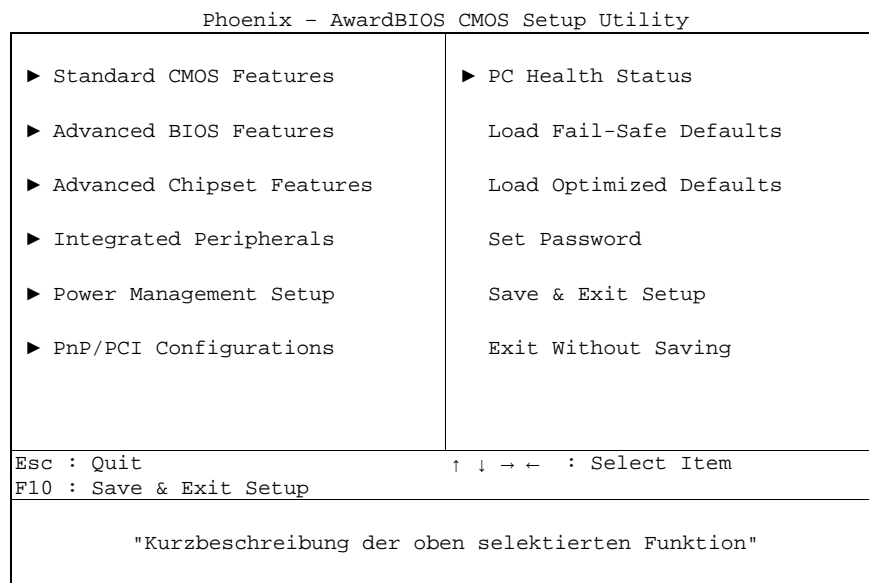 Phoenix – AwardBIOS CMOS Setup Utility
► Standard CMOS Features
► Advanced BIOS Features
► Advanced Chipset Features
► Integrated Peripherals
► Power Management Setup
► PnP/PCI Configurations
► PC Health Status
Load Fail-Safe Defaults
Load Optimized Defaults
Set Password
Save & Exit Setup
Exit Without Saving
Esc : Quit
↑ ↓ → ← : Select Item
F10 : Save & Exit Setup
"Kurzbeschreibung der oben selektierten Funktion"